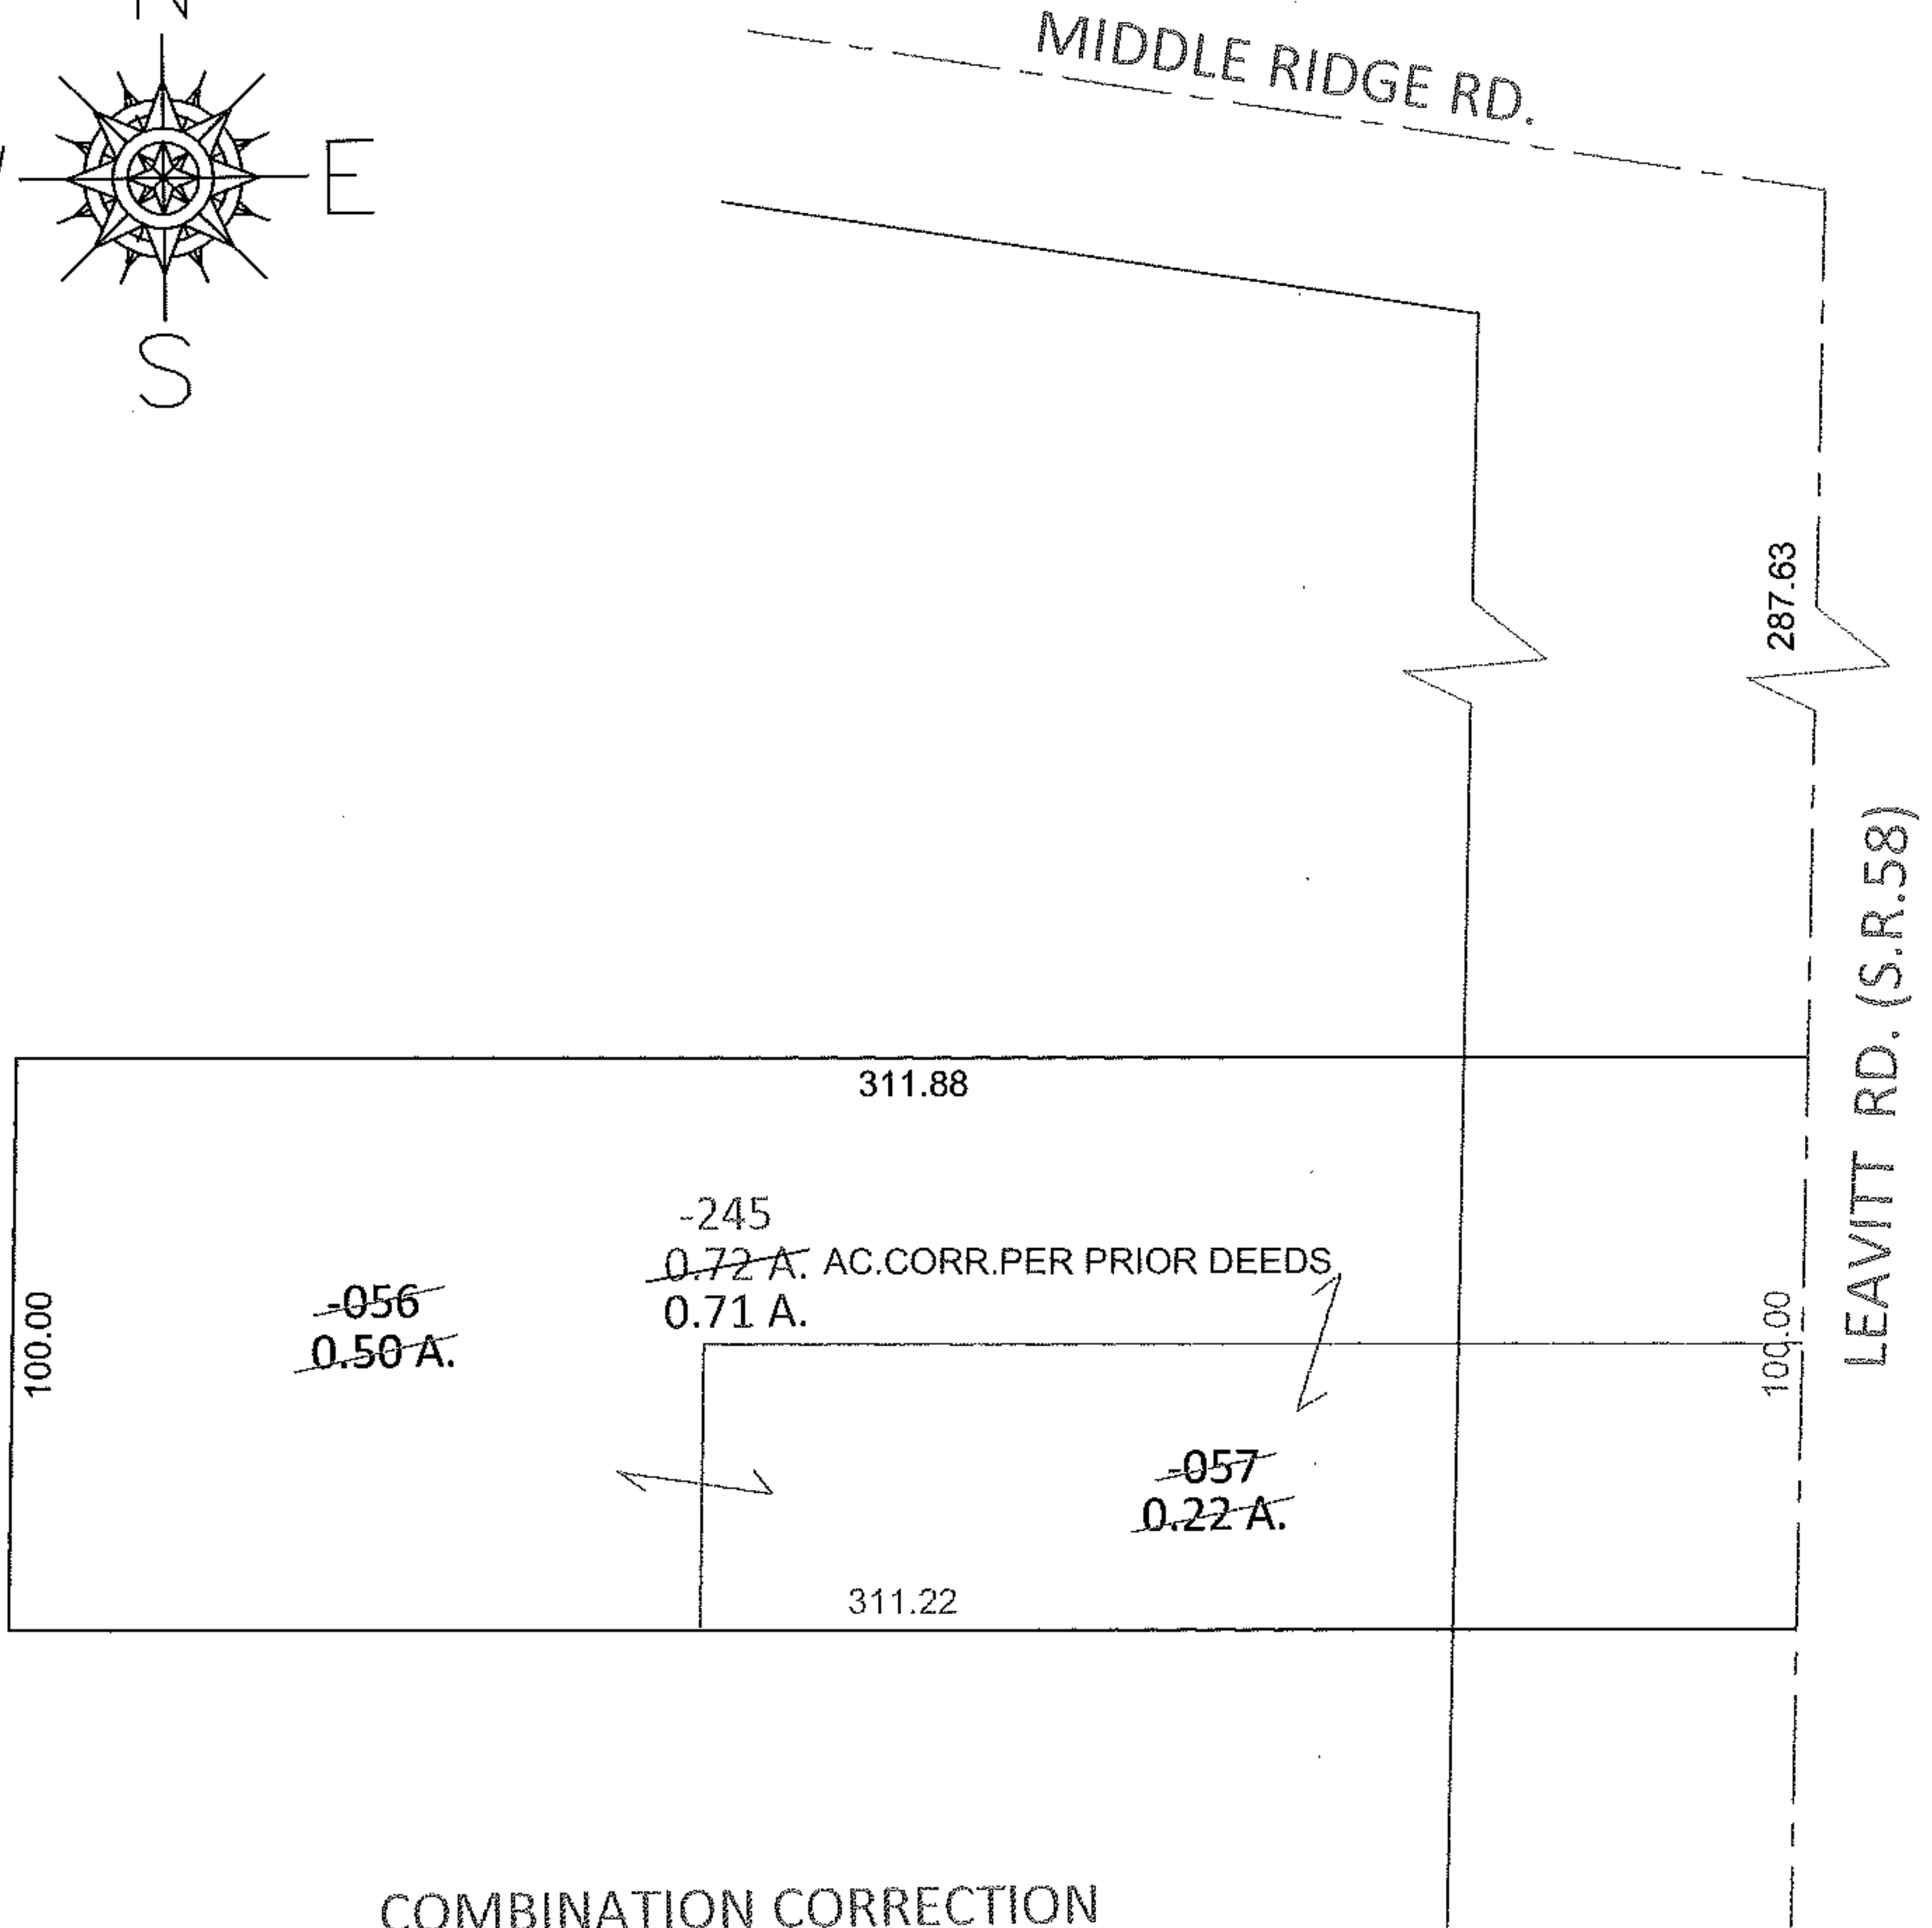 N
MIDDLE RIDGE RD.
E
S
287.63
LEAVITT RD. (S.R.58)
311.88
-245
0.72 A. AC.CORR.PER PRIOR DEEDS
0.71 A.
-056
0.50 A.
100.00
100.00
-057
0.22 A.
311.22
COMBINATION CORRECTION